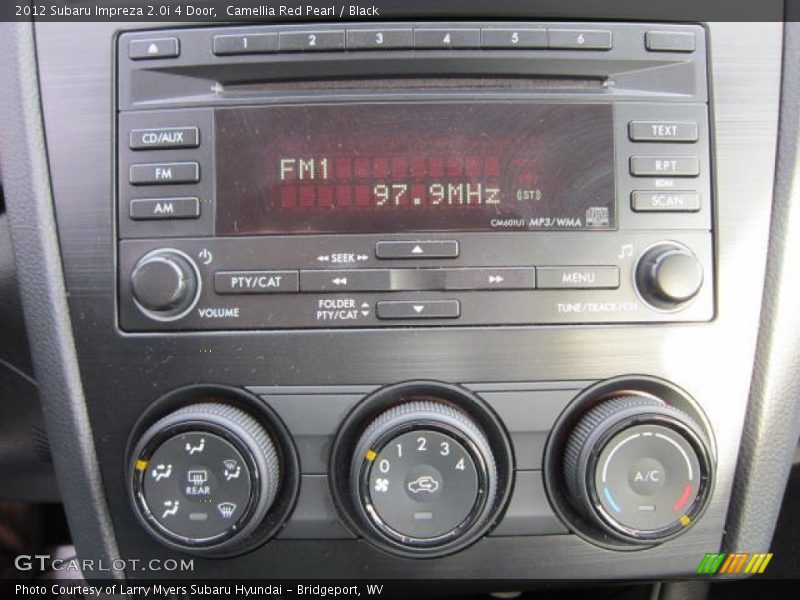 2012 Subaru Impreza 2.0i 4 Door,  Camellia Red Pearl / Black
1 2 3 4 5 6
CD/AUX
TEXT
FM
RPT
RDM
AM
SCAN
FM1
97.9MHz (ST)
CM601U1 MP3/WMA
SEEK
PTY/CAT
MENU
VOLUME
FOLDER
PTY/CAT
TUNE/TRACK/CH
REAR
0 1 2 3 4
A/C
GTCARLOT.COM
Photo Courtesy of Larry Myers Subaru Hyundai - Bridgeport, WV